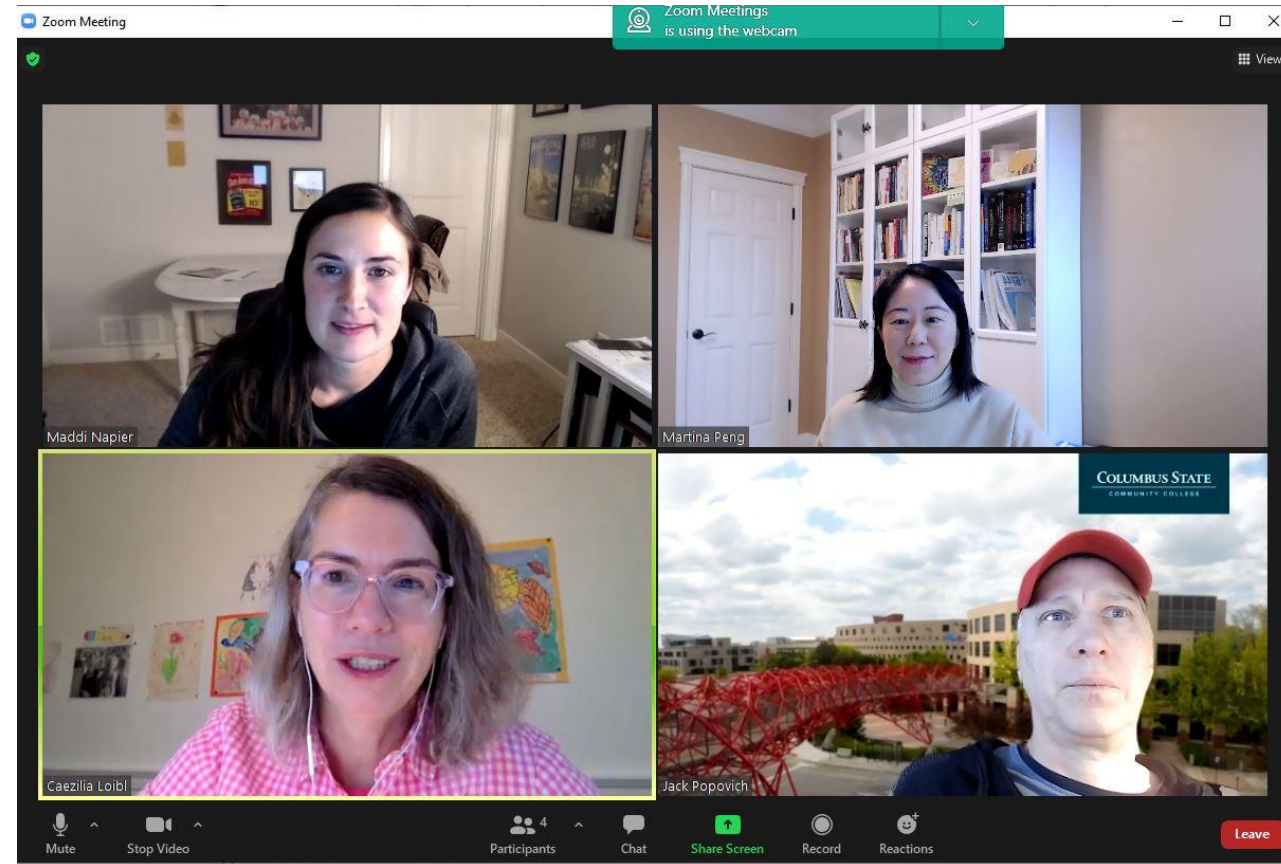 Zoom Meeting
Zoom Meetings
is using the webcam
View
Maddi Napier
Martina Peng
COLUMBUS STATE
COMMUNITY COLLEGE
Caezilia Loibl
Jack Popovich
Mute
Stop Video
4
Participants
Chat
Share Screen
Record
Reactions
Leave